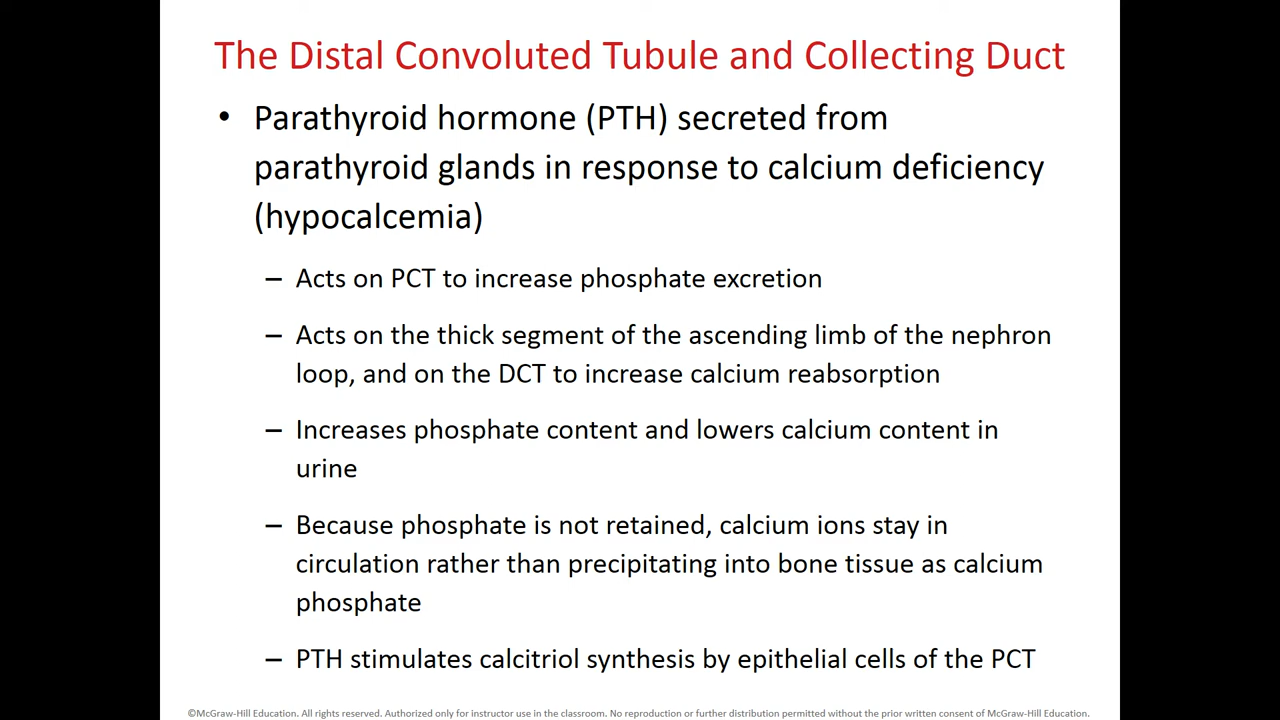 The Distal Convoluted Tubule and Collecting Duct
• Parathyroid hormone (PTH) secreted from
parathyroid glands in response to calcium deficiency
(hypocalcemia)
– Acts on PCT to increase phosphate excretion
– Acts on the thick segment of the ascending limb of the nephron
loop, and on the DCT to increase calcium reabsorption
– Increases phosphate content and lowers calcium content in
urine
– Because phosphate is not retained, calcium ions stay in
circulation rather than precipitating into bone tissue as calcium
phosphate
– PTH stimulates calcitriol synthesis by epithelial cells of the PCT
©McGraw-Hill Education. All rights reserved. Authorized only for instructor use in the classroom. No reproduction or further distribution permitted without the prior written consent of McGraw-Hill Education.